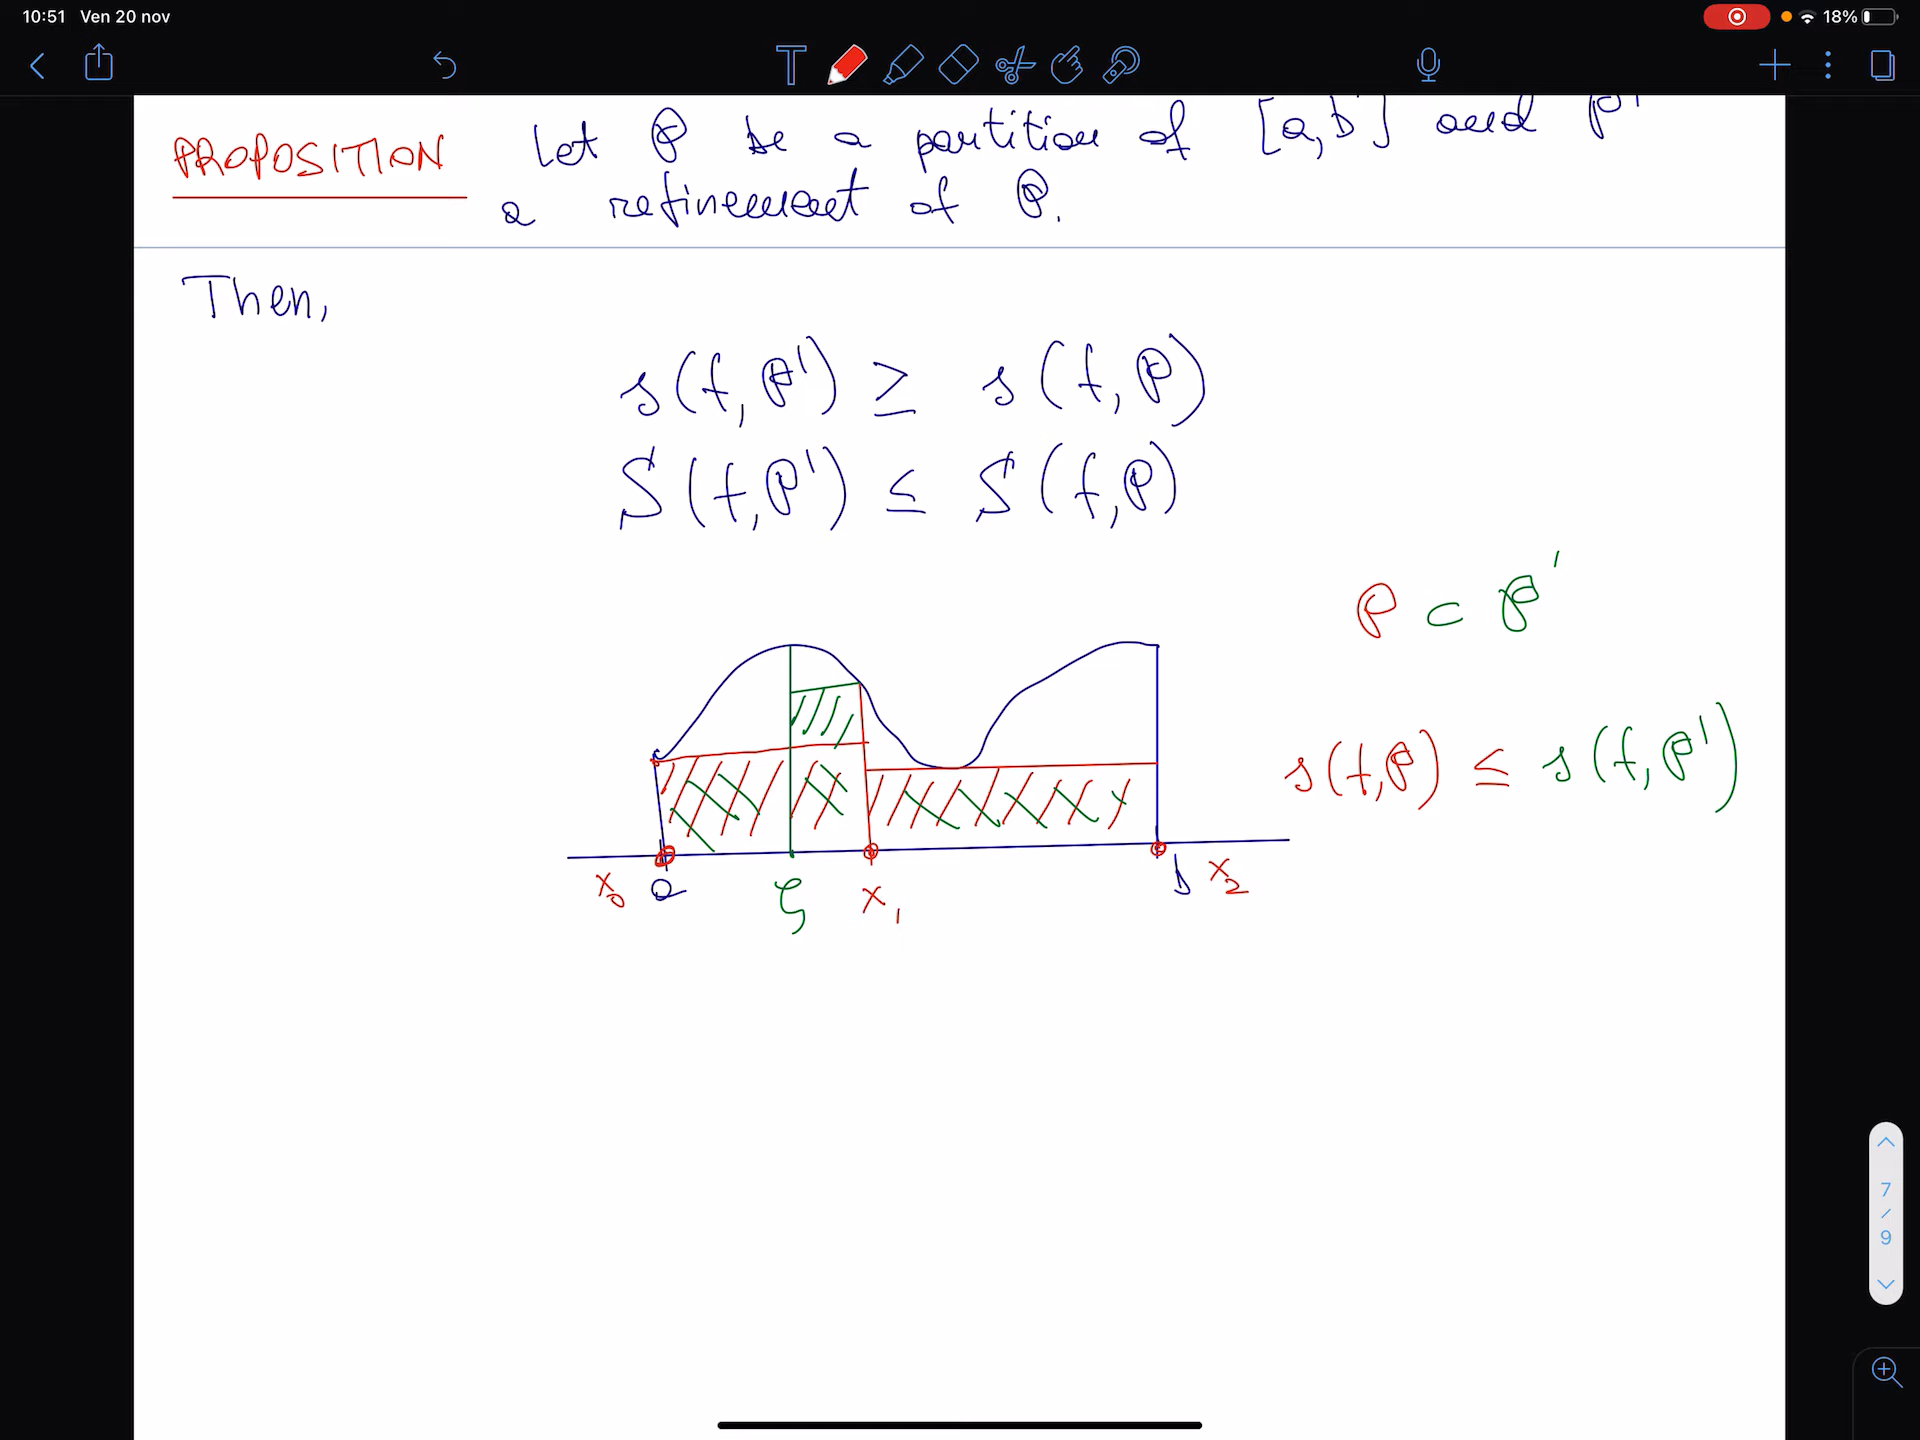 10:51 Ven 20 nov
18%
PROPOSITION Let P be a partition of [a,b] and P'
a refinement of P.
Then,
s(f,P') ≥ s(f,P)
S(f,P') ≤ S(f,P)
P ⊂ P'
s(f,P) ≤ s(f,P')
x₀ a ξ x₁ b x₂
7
/
9